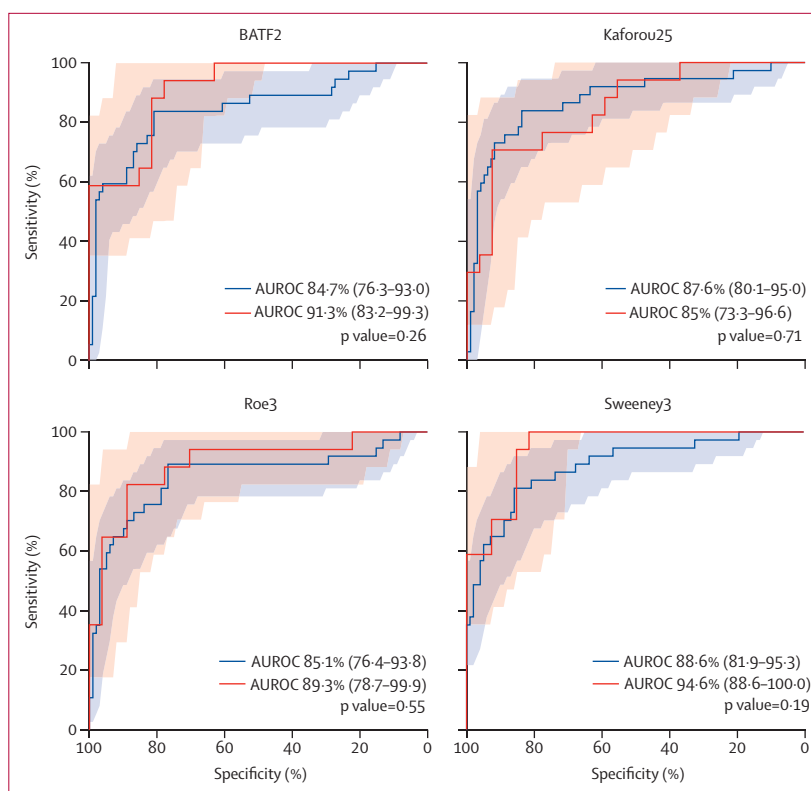 BATF2
Kaforou25
Sensitivity (%)
100
80
60
40
20
0
AUROC 84·7% (76·3–93·0)
AUROC 91·3% (83·2–99·3)
p value=0·26
AUROC 87·6% (80·1–95·0)
AUROC 85% (73·3–96·6)
p value=0·71
Roe3
Sweeney3
Sensitivity (%)
100
80
60
40
20
0
AUROC 85·1% (76·4–93·8)
AUROC 89·3% (78·7–99·9)
p value=0·55
AUROC 88·6% (81·9–95·3)
AUROC 94·6% (88·6–100·0)
p value=0·19
100 80 60 40 20 0
100 80 60 40 20 0
Specificity (%)
Specificity (%)